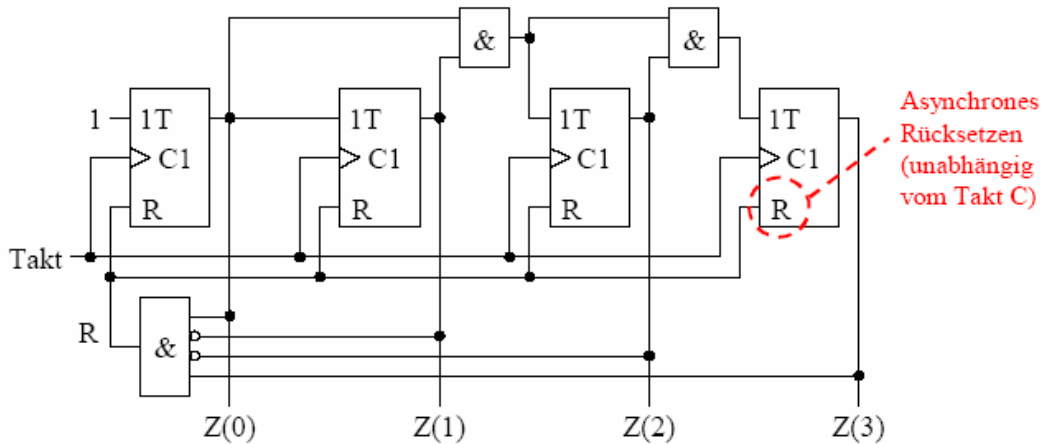 &
&
1
1T
1T
1T
1T
C1
C1
C1
C1
R
R
R
R
Asynchrones
Rücksetzen
(unabhängig
vom Takt C)
Takt
R
&
Z(0)
Z(1)
Z(2)
Z(3)